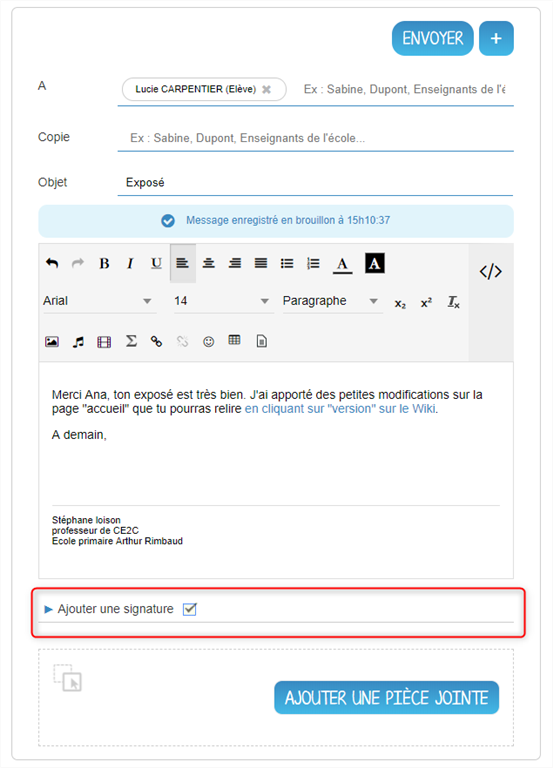 ENVOYER +
A Lucie CARPENTIER (Elève) ✖ Ex : Sabine, Dupont, Enseignants de l'é
Copie Ex : Sabine, Dupont, Enseignants de l'école...
Objet Exposé
Message enregistré en brouillon à 15h10:37
B I U A A </>
Arial 14 Paragraphe x₂ x² Tx
Σ
Merci Ana, ton exposé est très bien. J'ai apporté des petites modifications sur la
page "accueil" que tu pourras relire en cliquant sur "version" sur le Wiki.
A demain,
Stéphane loison
professeur de CE2C
Ecole primaire Arthur Rimbaud
Ajouter une signature
AJOUTER UNE PIÈCE JOINTE